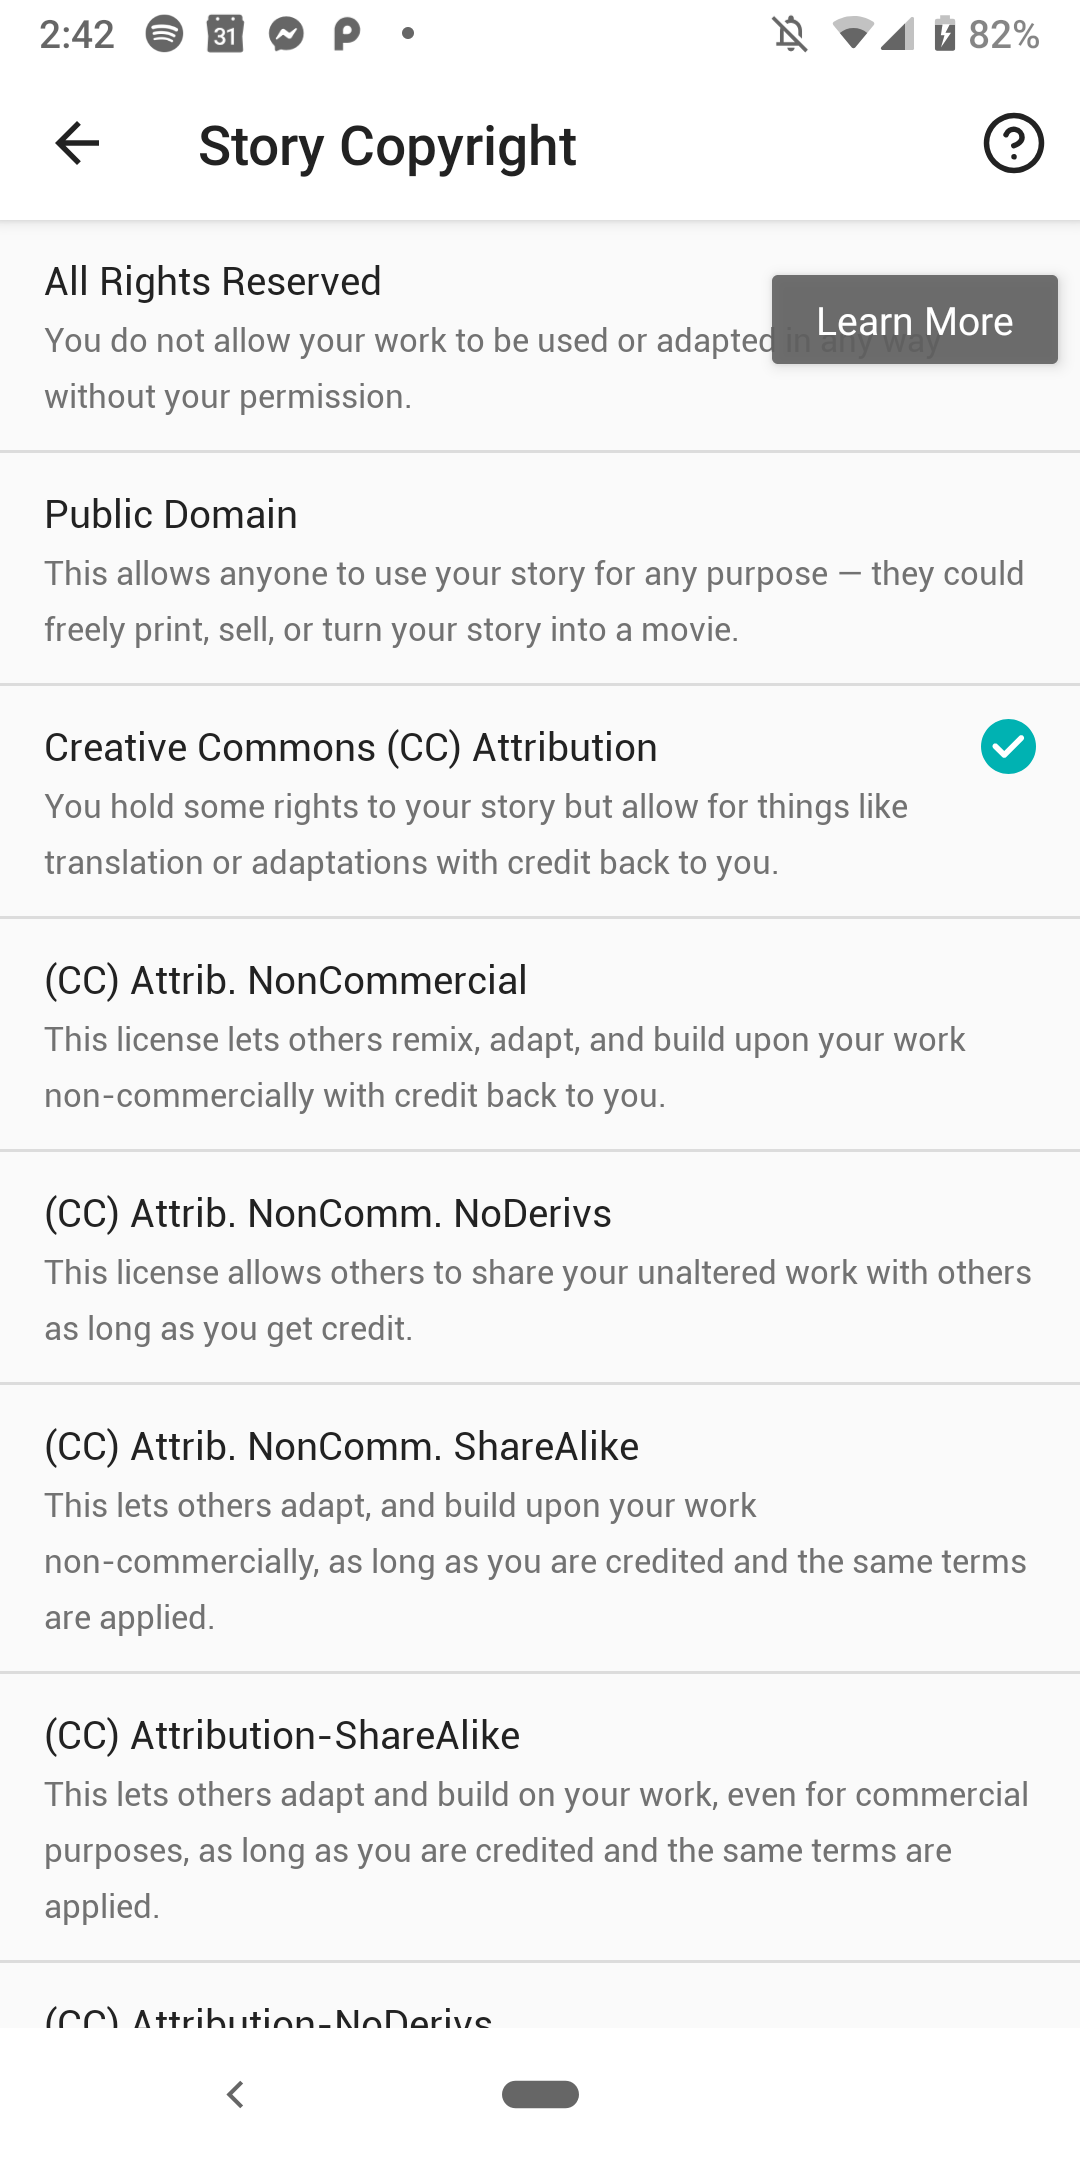 2:42
31
82%
Story Copyright
All Rights Reserved
Learn More
You do not allow your work to be used or adapted in any way
without your permission.
Public Domain
This allows anyone to use your story for any purpose — they could
freely print, sell, or turn your story into a movie.
Creative Commons (CC) Attribution
You hold some rights to your story but allow for things like
translation or adaptations with credit back to you.
(CC) Attrib. NonCommercial
This license lets others remix, adapt, and build upon your work
non-commercially with credit back to you.
(CC) Attrib. NonComm. NoDerivs
This license allows others to share your unaltered work with others
as long as you get credit.
(CC) Attrib. NonComm. ShareAlike
This lets others adapt, and build upon your work
non-commercially, as long as you are credited and the same terms
are applied.
(CC) Attribution-ShareAlike
This lets others adapt and build on your work, even for commercial
purposes, as long as you are credited and the same terms are
applied.
(CC) Attribution-NoDerivs